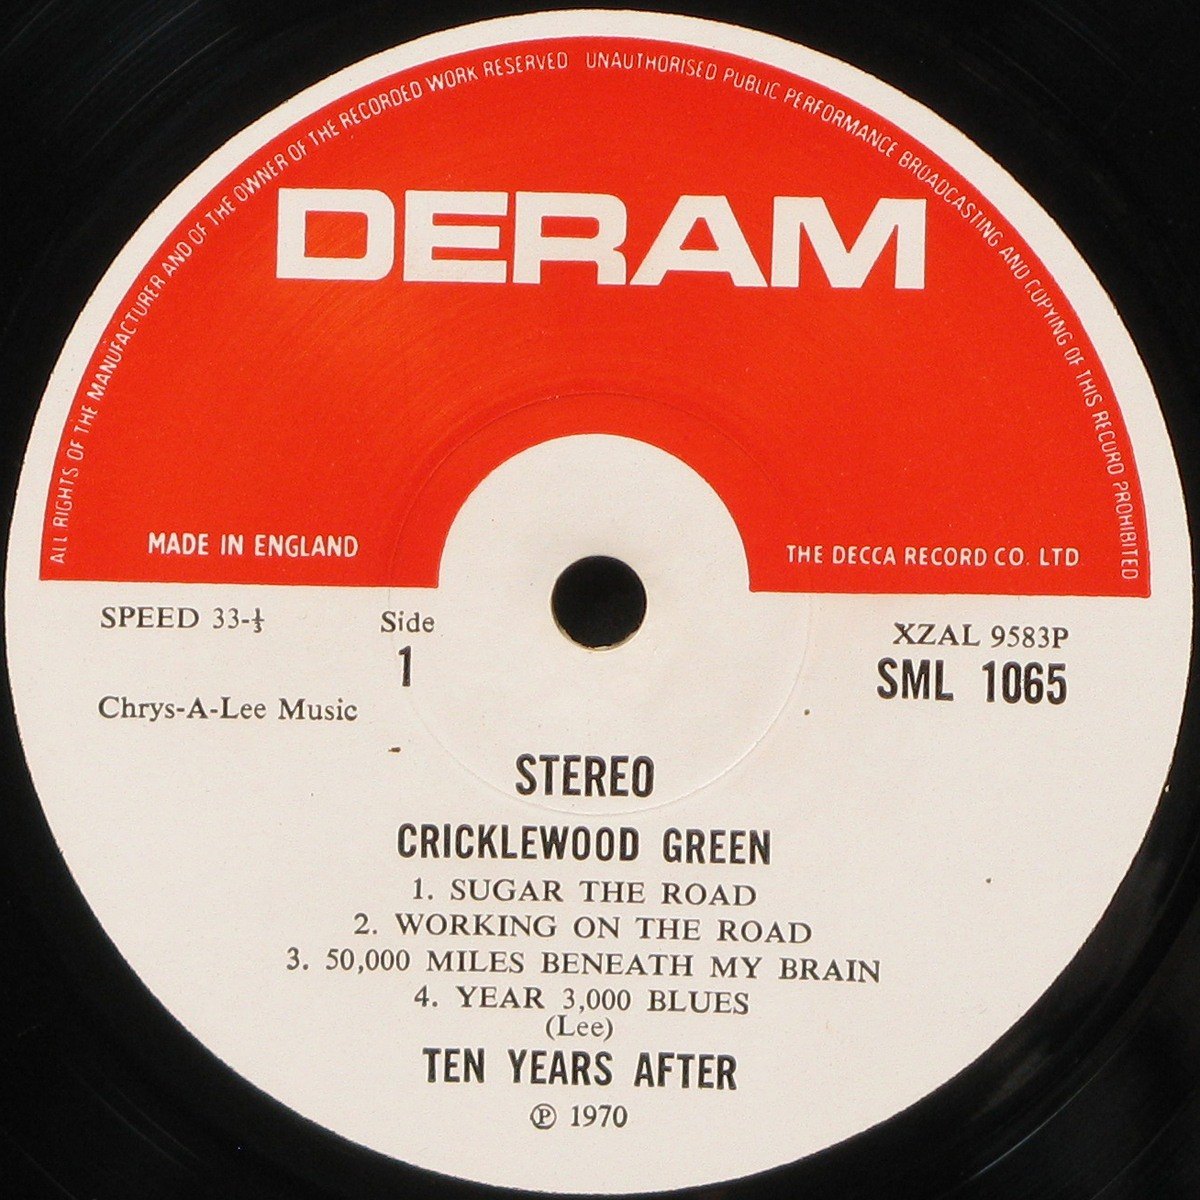 ALL RIGHTS OF THE MANUFACTURER AND OF THE OWNER OF THE RECORDED WORK RESERVED UNAUTHORISED PUBLIC PERFORMANCE BROADCASTING AND COPYING OF THIS RECORD PROHIBITED
DERAM
MADE IN ENGLAND
THE DECCA RECORD CO. LTD
SPEED 33-⅓
Side
1
XZAL 9583P
SML 1065
Chrys-A-Lee Music
STEREO
CRICKLEWOOD GREEN
1. SUGAR THE ROAD
2. WORKING ON THE ROAD
3. 50,000 MILES BENEATH MY BRAIN
4. YEAR 3,000 BLUES
(Lee)
TEN YEARS AFTER
℗ 1970